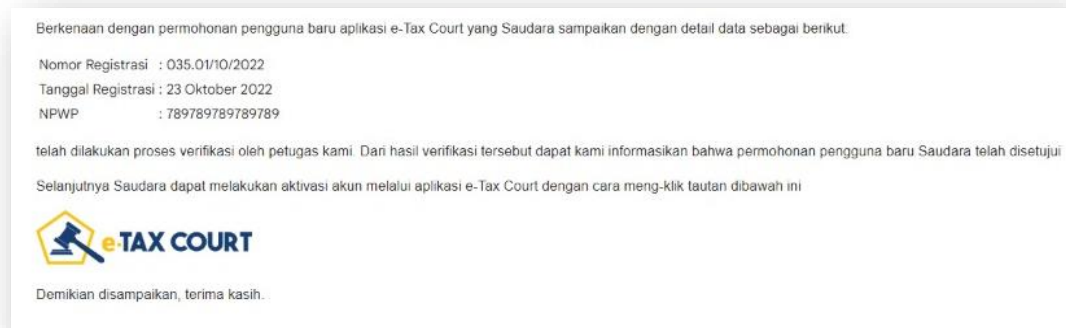 Berkenaan dengan permohonan pengguna baru aplikasi e-Tax Court yang Saudara sampaikan dengan detail data sebagai berikut.
Nomor Registrasi : 035.01/10/2022
Tanggal Registrasi : 23 Oktober 2022
NPWP : 789789789789789
telah dilakukan proses verifikasi oleh petugas kami. Dari hasil verifikasi tersebut dapat kami informasikan bahwa permohonan pengguna baru Saudara telah disetujui
Selanjutnya Saudara dapat melakukan aktivasi akun melalui aplikasi e-Tax Court dengan cara meng-klik tautan dibawah ini
e-TAX COURT
Demikian disampaikan, terima kasih.